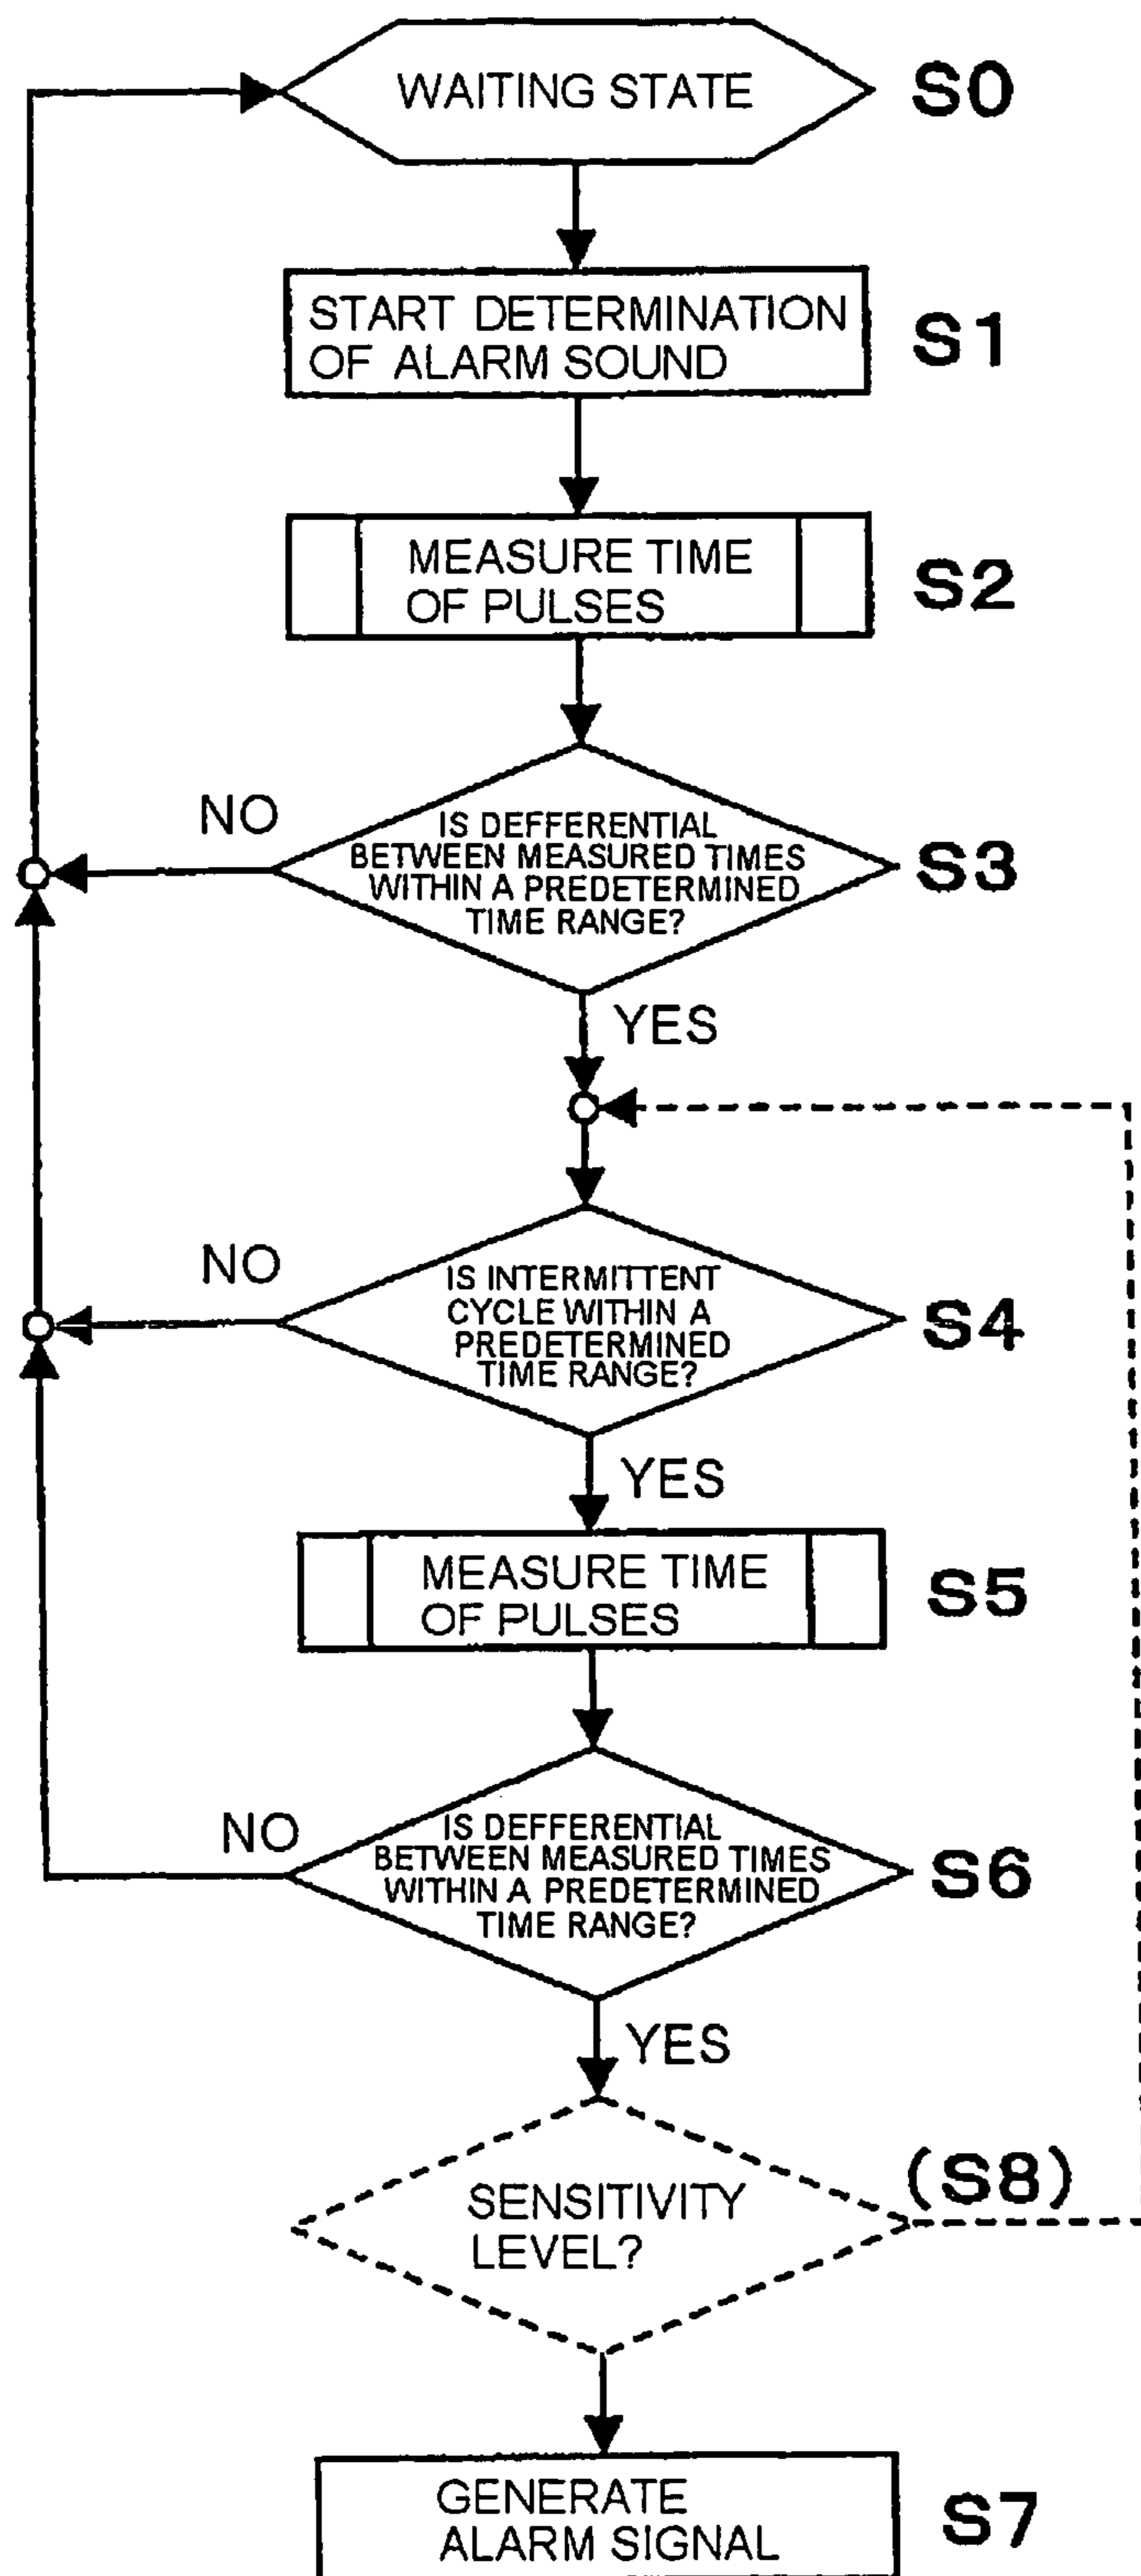 WAITING STATE
S0
START DETERMINATION
OF ALARM SOUND
S1
MEASURE TIME
OF PULSES
S2
NO
IS DEFFERENTIAL
BETWEEN MEASURED TIMES
WITHIN A PREDETERMINED
TIME RANGE?
S3
YES
NO
IS INTERMITTENT
CYCLE WITHIN A
PREDETERMINED
TIME RANGE?
S4
YES
MEASURE TIME
OF PULSES
S5
NO
IS DEFFERENTIAL
BETWEEN MEASURED TIMES
WITHIN A PREDETERMINED
TIME RANGE?
S6
YES
SENSITIVITY
LEVEL?
(S8)
GENERATE
ALARM SIGNAL
S7